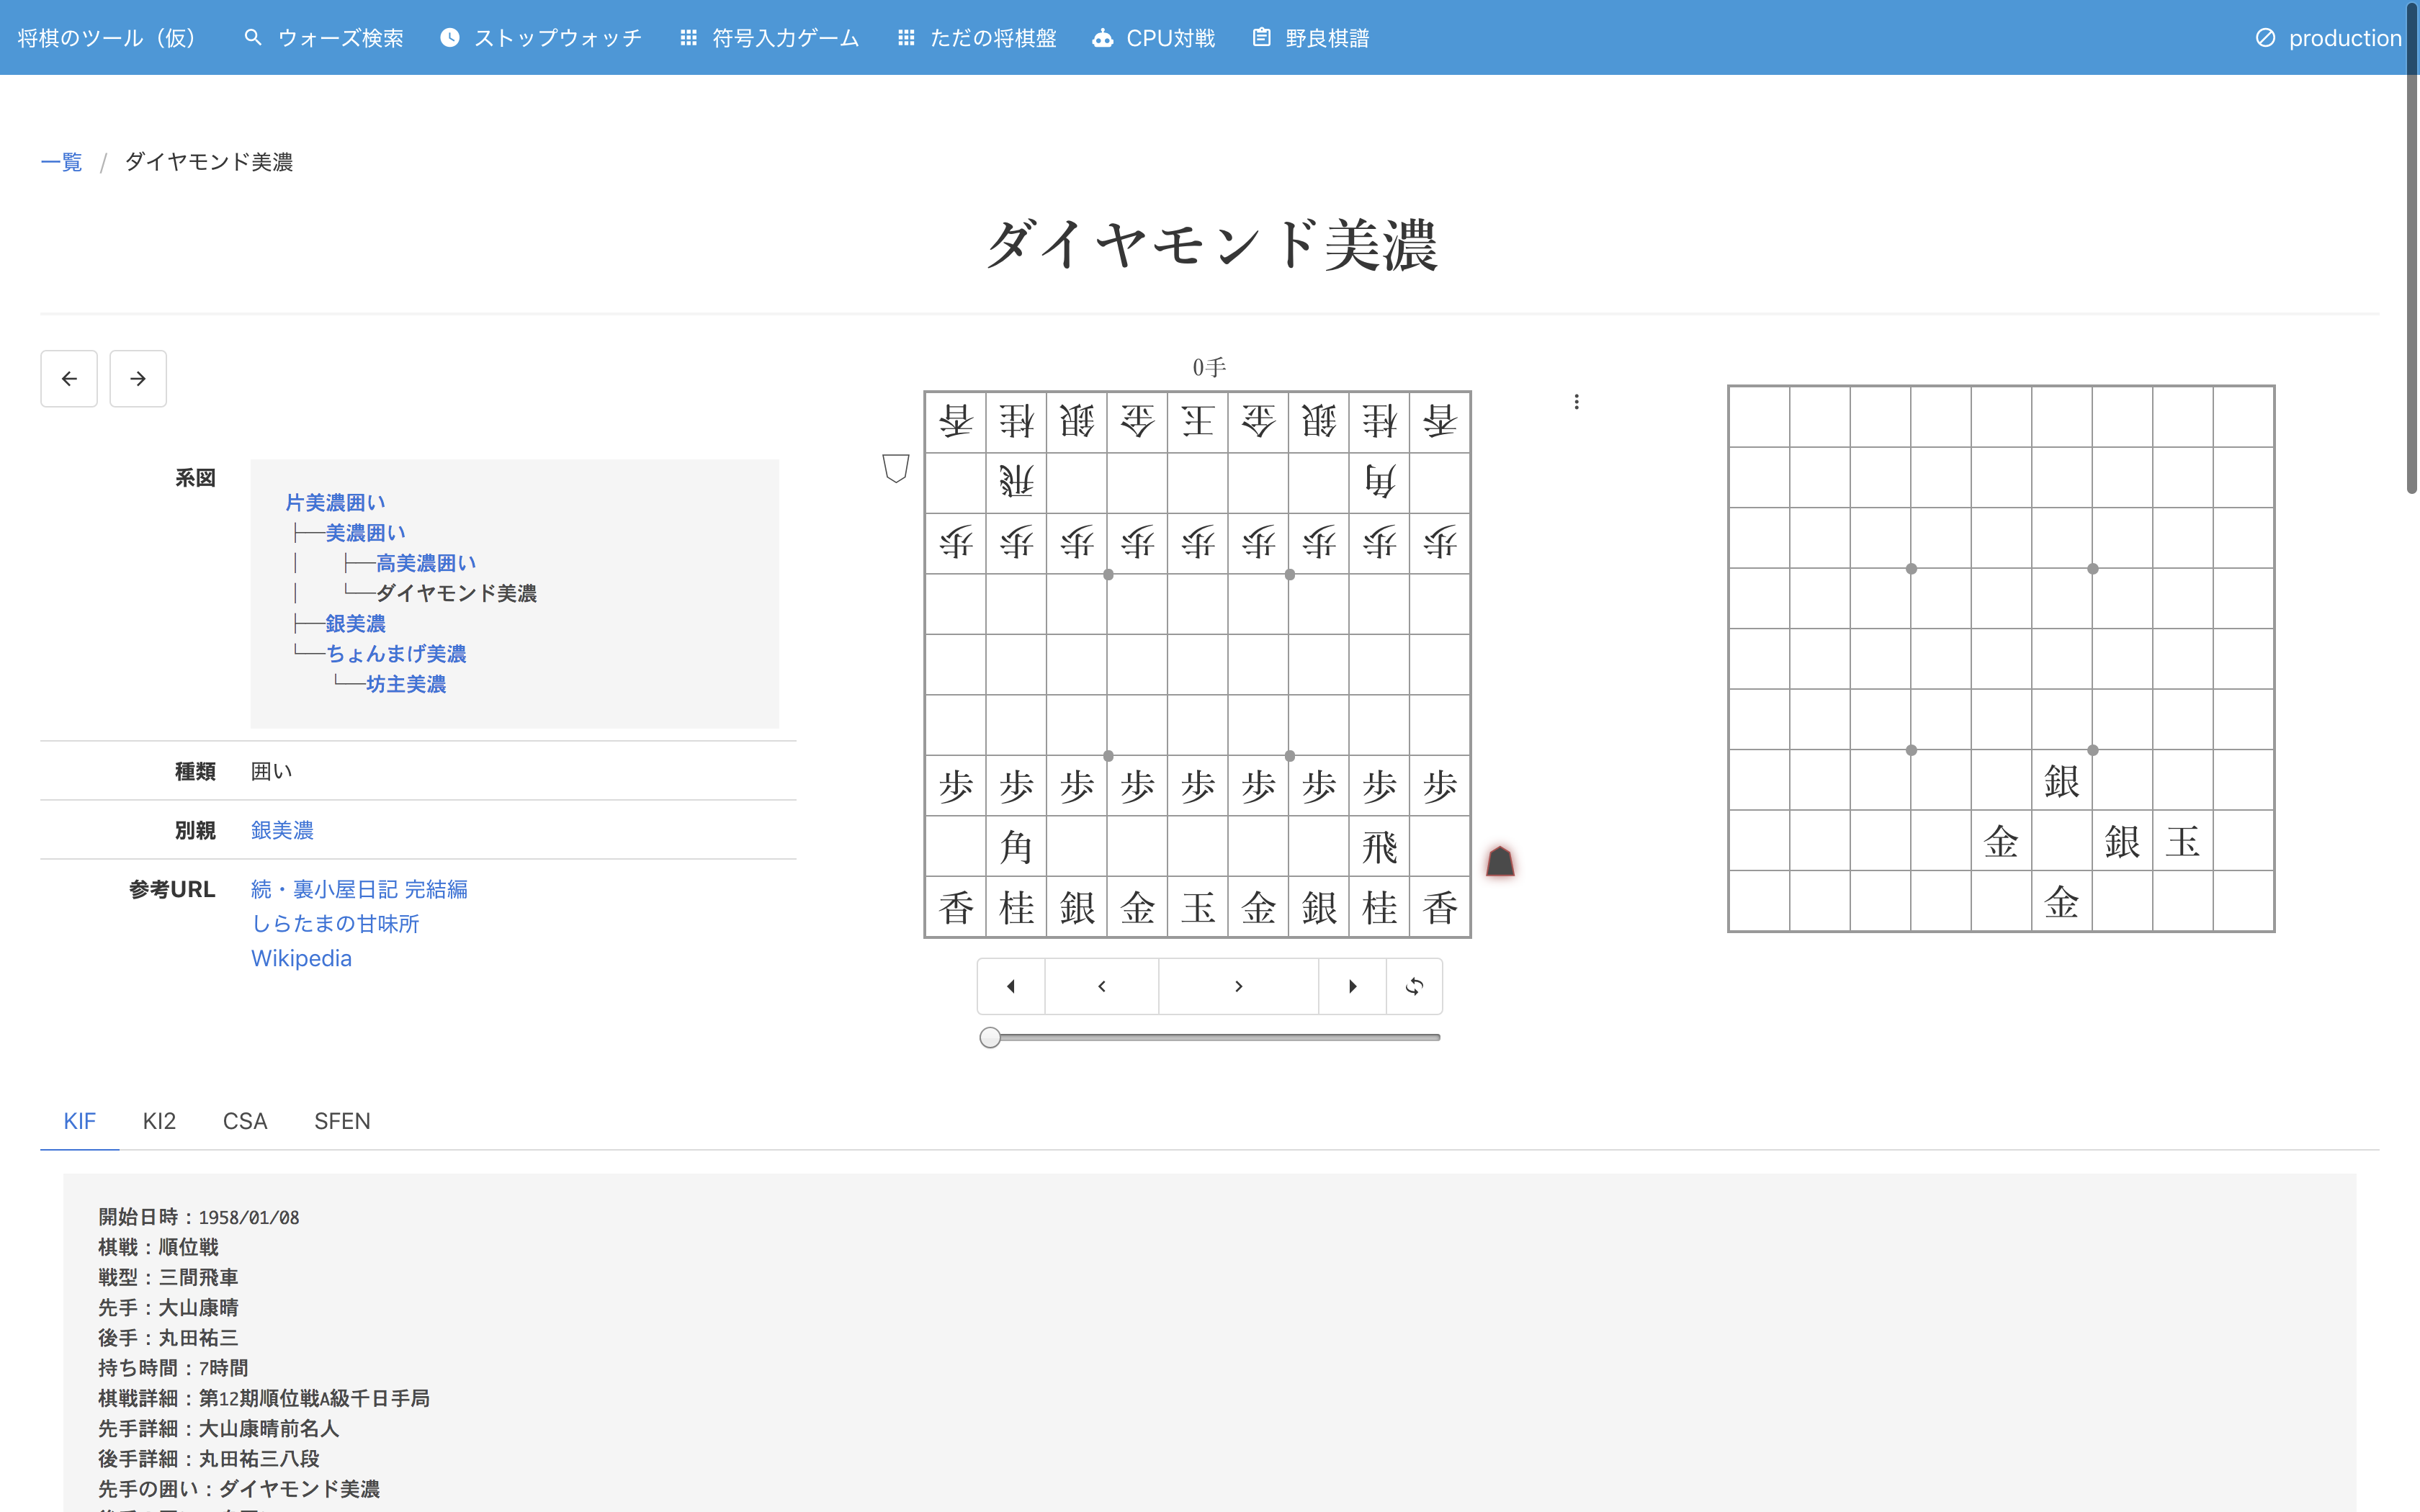 将棋のツール（仮） ウォーズ検索 ストップウォッチ 符号入力ゲーム ただの将棋盤 CPU対戦 野良棋譜 production
一覧 / ダイヤモンド美濃
ダイヤモンド美濃
系図
片美濃囲い
├──美濃囲い
│   ├──高美濃囲い
│   └──ダイヤモンド美濃
├──銀美濃
└──ちょんまげ美濃
    └──坊主美濃
種類 囲い
別親 銀美濃
参考URL 続・裏小屋日記 完結編
しらたまの甘味所
Wikipedia
0手
香桂銀金王金銀桂香
飛 角
歩歩歩歩歩歩歩歩歩
歩歩歩歩歩歩歩歩歩
角 飛
香桂銀金玉金銀桂香
銀
金 銀玉
金
KIF KI2 CSA SFEN
開始日時：1958/01/08
棋戦：順位戦
戦型：三間飛車
先手：大山康晴
後手：丸田祐三
持ち時間：7時間
棋戦詳細：第12期順位戦A級千日手局
先手詳細：大山康晴前名人
後手詳細：丸田祐三八段
先手の囲い：ダイヤモンド美濃